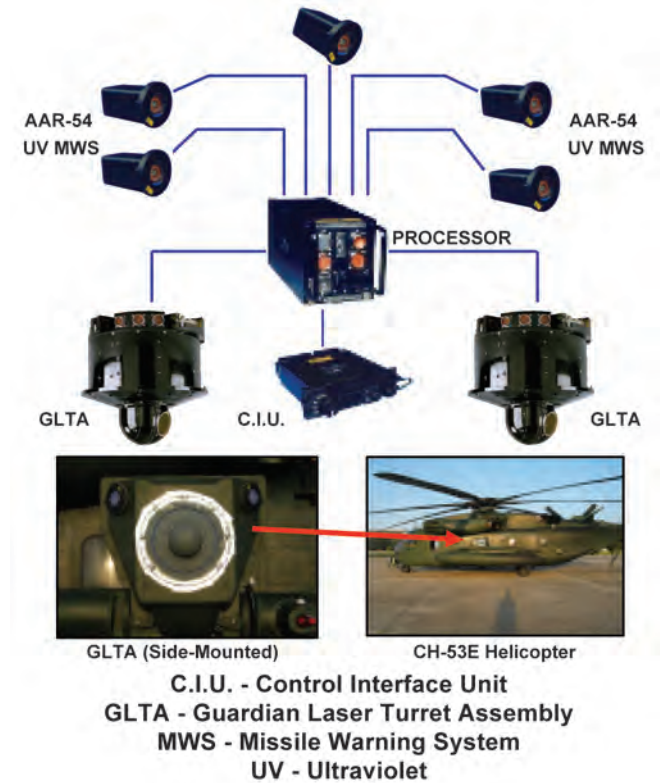 AAR-54
UV MWS
AAR-54
UV MWS
PROCESSOR
GLTA
C.I.U.
GLTA
GLTA (Side-Mounted)
CH-53E Helicopter
C.I.U. - Control Interface Unit
GLTA - Guardian Laser Turret Assembly
MWS - Missile Warning System
UV - Ultraviolet